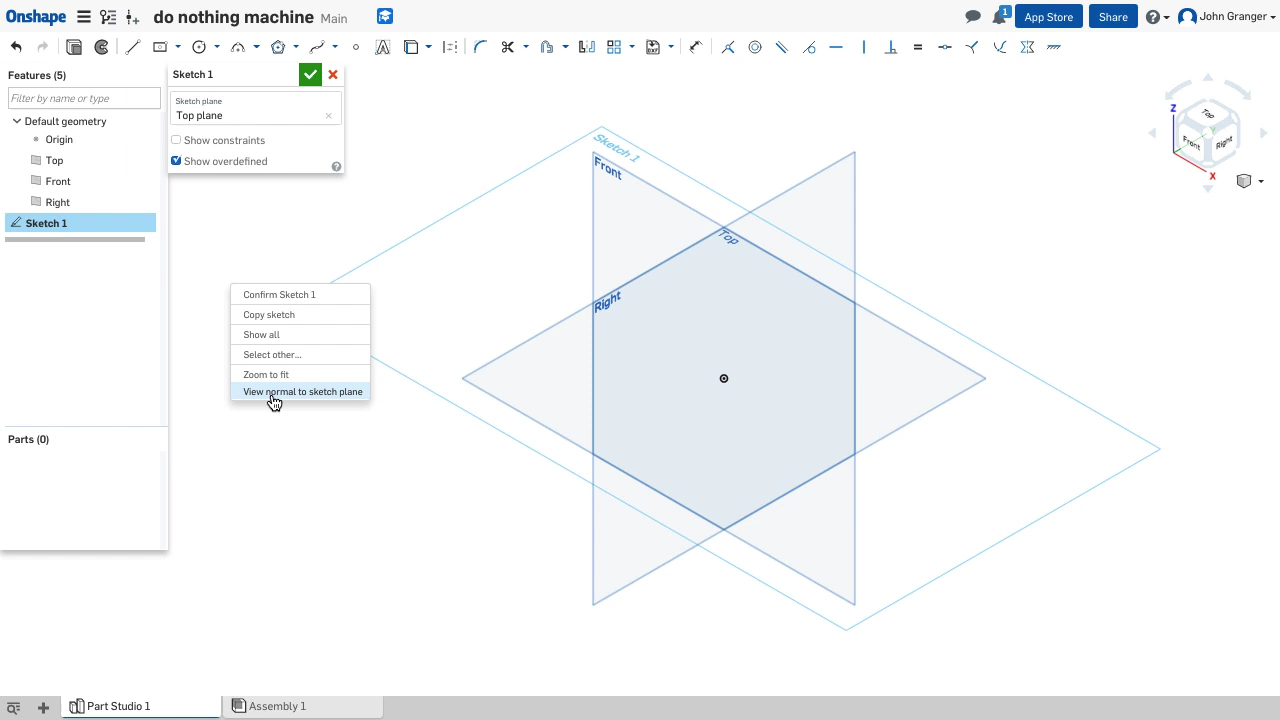 Onshape
do nothing machine Main
1
App Store
Share
John Granger
Features (5)
Filter by name or type
Default geometry
Origin
Top
Front
Right
Sketch 1
Sketch 1
Sketch plane
Top plane
Show constraints
Show overdefined
Sketch 1
Front
Top
Right
Z
Top
Front
Right
X
Confirm Sketch 1
Copy sketch
Show all
Select other...
Zoom to fit
View normal to sketch plane
Parts (0)
Part Studio 1
Assembly 1